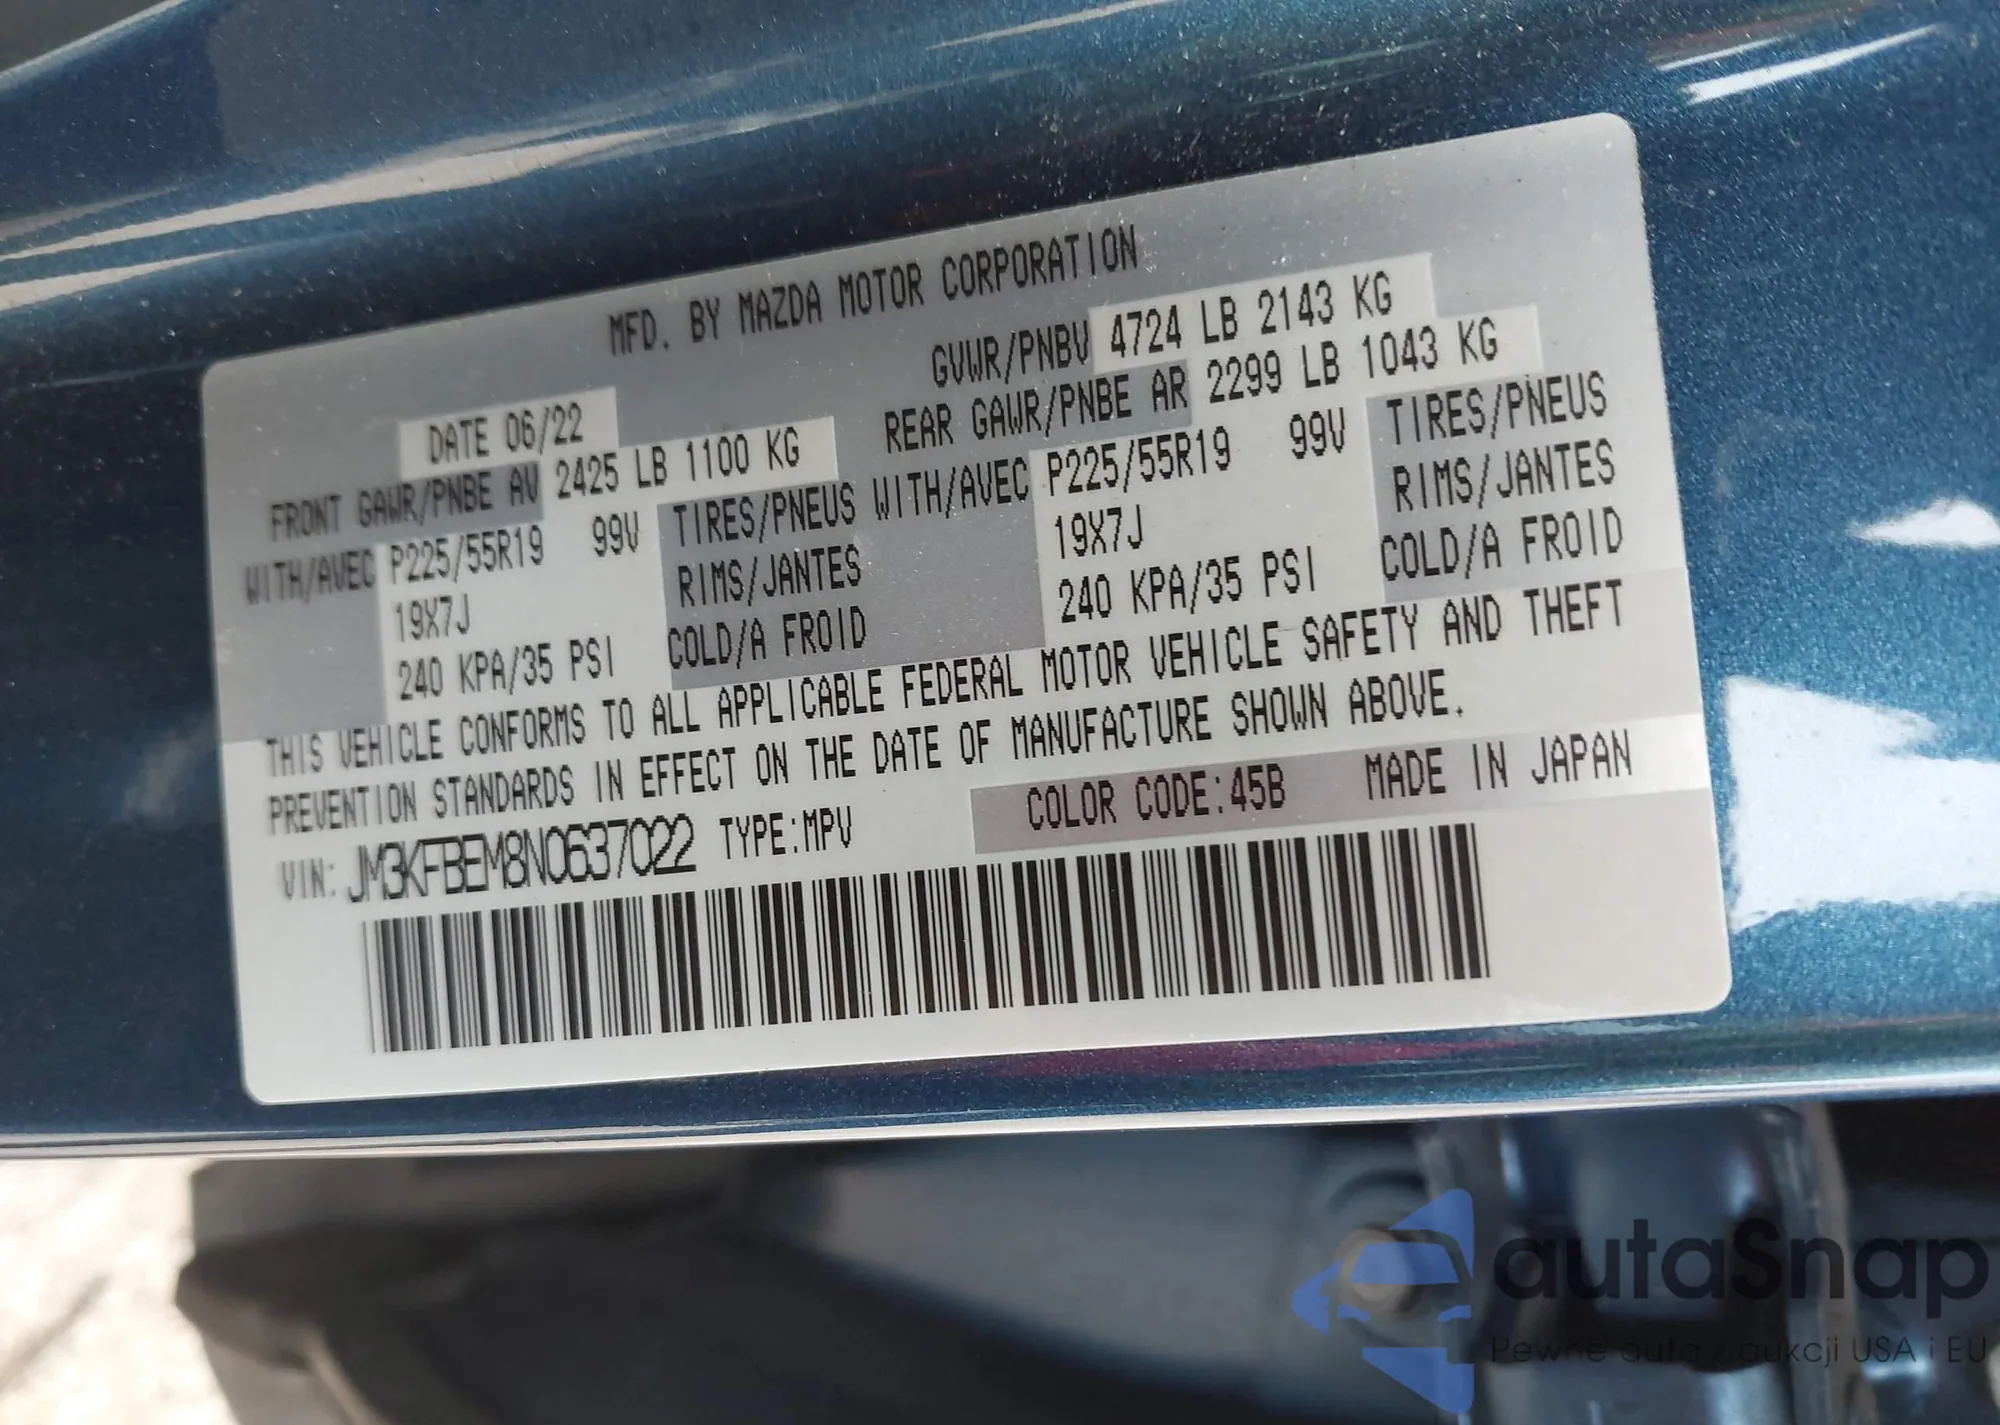 MFD. BY MAZDA MOTOR CORPORATION
DATE 06/22 GVWR/PNBV 4724 LB 2143 KG
FRONT GAWR/PNBE AV 2425 LB 1100 KG REAR GAWR/PNBE AR 2299 LB 1043 KG
WITH/AVEC P225/55R19 99V TIRES/PNEUS WITH/AVEC P225/55R19 99V TIRES/PNEUS
19X7J RIMS/JANTES 19X7J RIMS/JANTES
240 KPA/35 PSI COLD/A FROID 240 KPA/35 PSI COLD/A FROID
THIS VEHICLE CONFORMS TO ALL APPLICABLE FEDERAL MOTOR VEHICLE SAFETY AND THEFT
PREVENTION STANDARDS IN EFFECT ON THE DATE OF MANUFACTURE SHOWN ABOVE.
VIN: JM3KFBEM8N0637022 TYPE:MPV COLOR CODE:45B MADE IN JAPAN
autaSnap
Pewne auta z aukcji USA i EU